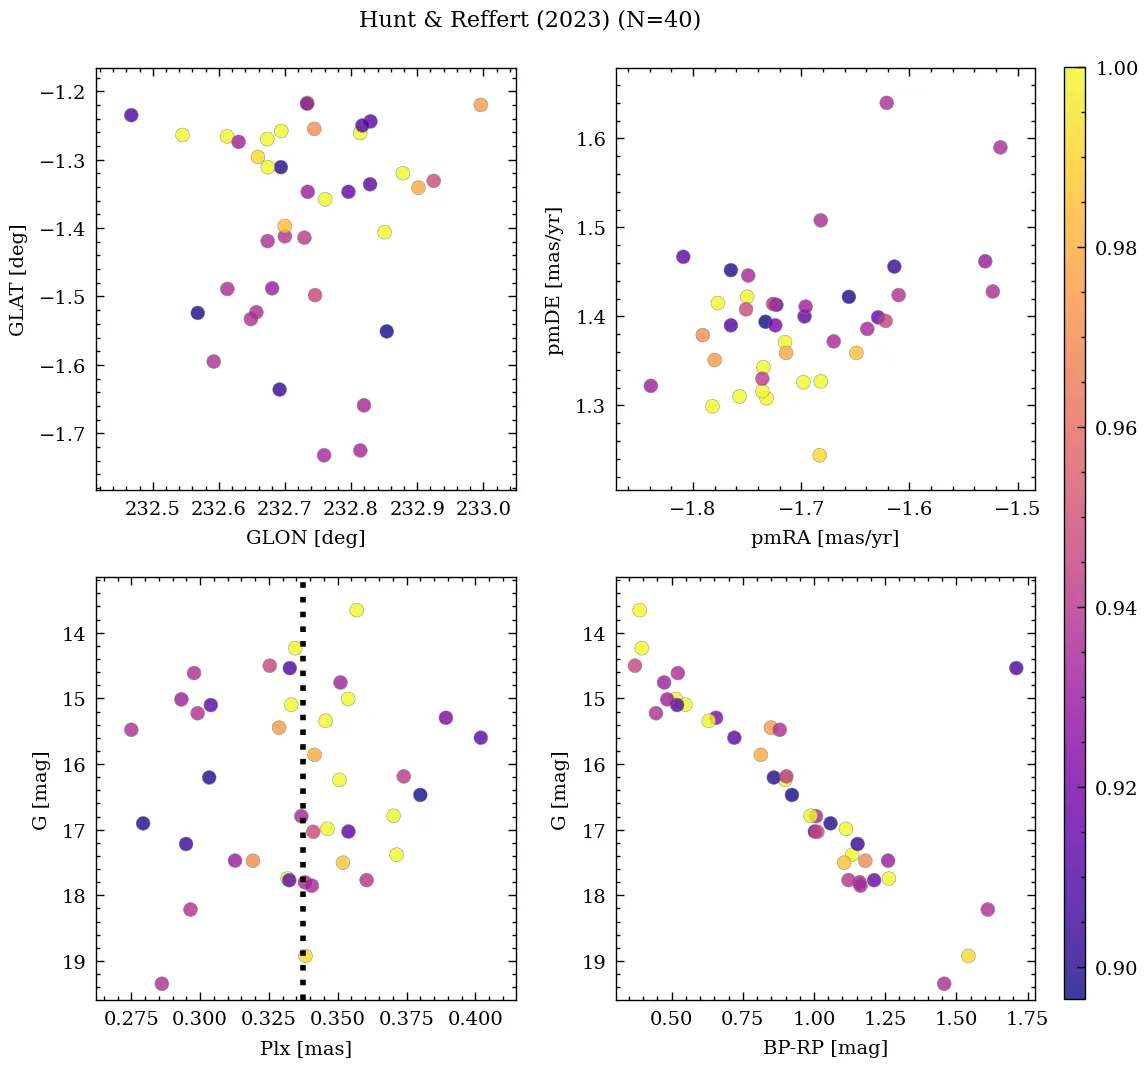 Hunt & Reffert (2023) (N=40)
−1.2
−1.3
−1.4
−1.5
−1.6
−1.7
GLAT [deg]
232.5 232.6 232.7 232.8 232.9 233.0
GLON [deg]
1.6
1.5
1.4
1.3
pmDE [mas/yr]
−1.8 −1.7 −1.6 −1.5
pmRA [mas/yr]
14
15
16
17
18
19
G [mag]
0.275 0.300 0.325 0.350 0.375 0.400
Plx [mas]
14
15
16
17
18
19
G [mag]
0.50 0.75 1.00 1.25 1.50 1.75
BP-RP [mag]
1.00
0.98
0.96
0.94
0.92
0.90